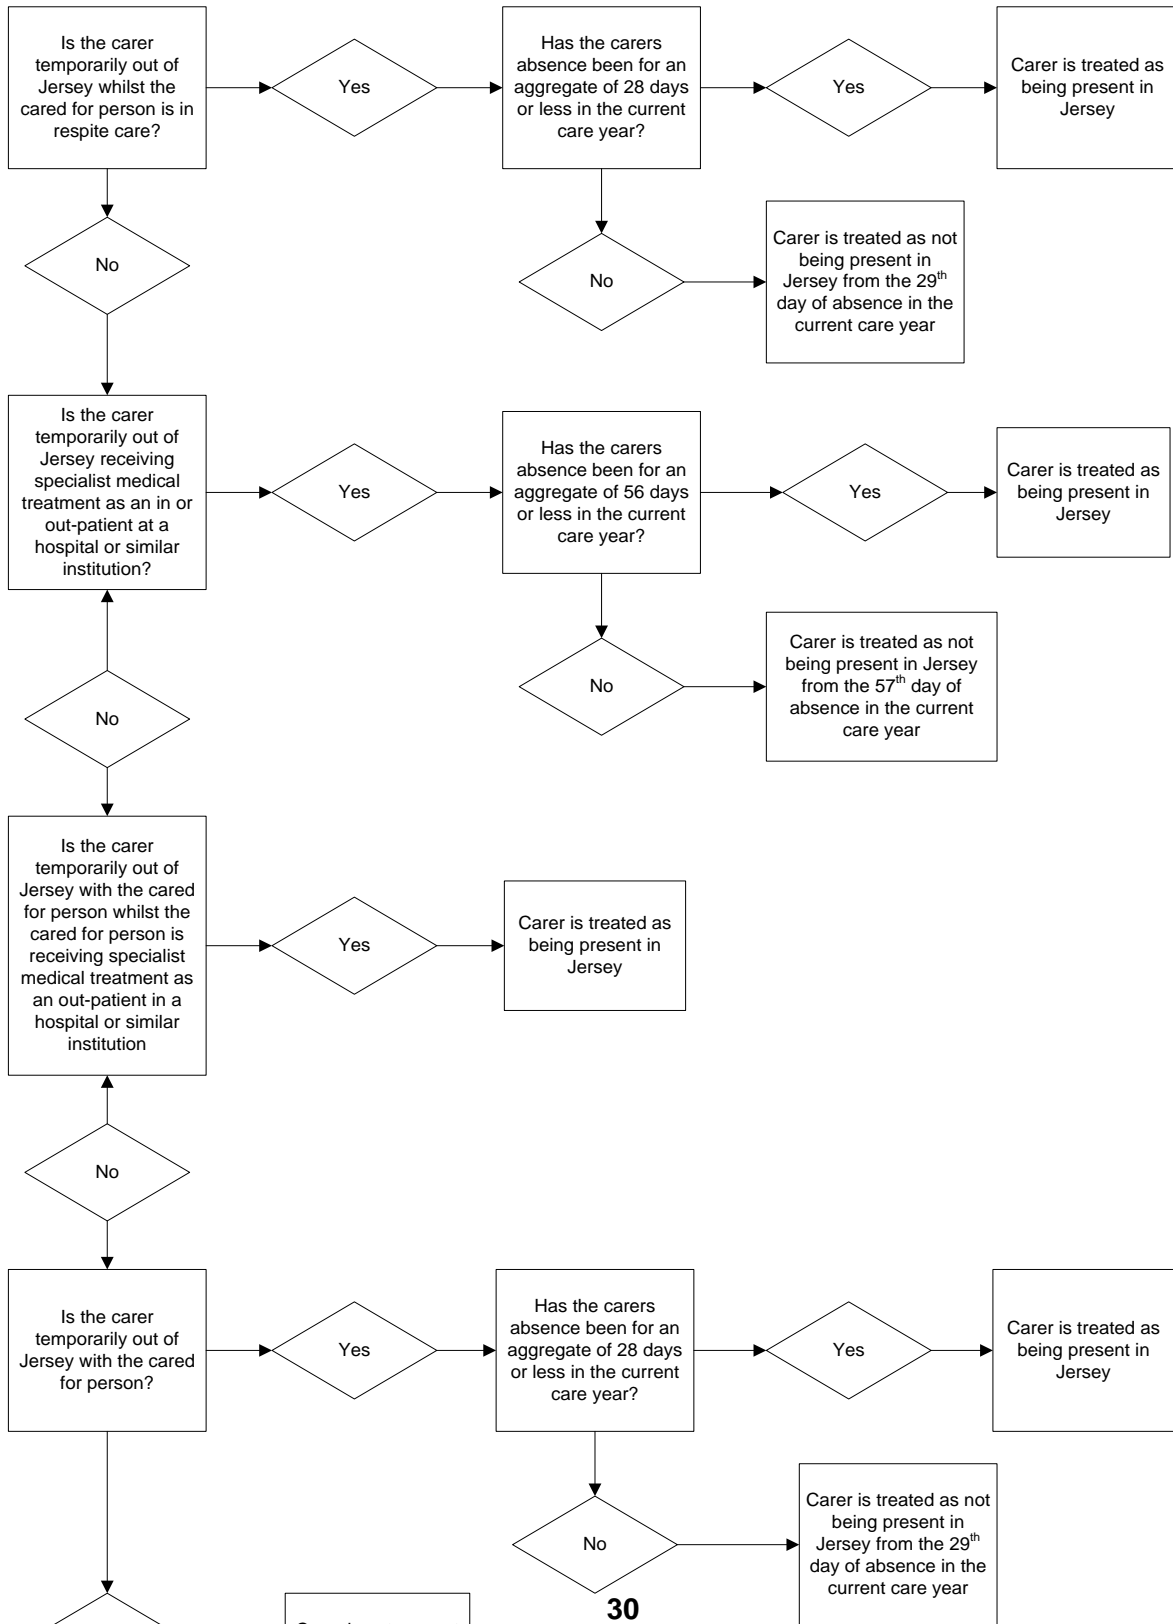 Is the carer
temporarily out of
Jersey whilst the
cared for person is in
respite care?
Yes
Has the carers
absence been for an
aggregate of 28 days
or less in the current
care year?
Yes
Carer is treated as
being present in
Jersey
No
No
Carer is treated as not
being present in
Jersey from the 29th
day of absence in the
current care year
Is the carer
temporarily out of
Jersey receiving
specialist medical
treatment as an in or
out-patient at a
hospital or similar
institution?
Yes
Has the carers
absence been for an
aggregate of 56 days
or less in the current
care year?
Yes
Carer is treated as
being present in
Jersey
No
No
Carer is treated as not
being present in Jersey
from the 57th day of
absence in the current
care year
Is the carer
temporarily out of
Jersey with the cared
for person whilst the
cared for person is
receiving specialist
medical treatment as
an out-patient in a
hospital or similar
institution
Yes
Carer is treated as
being present in
Jersey
No
Is the carer
temporarily out of
Jersey with the cared
for person?
Yes
Has the carers
absence been for an
aggregate of 28 days
or less in the current
care year?
Yes
Carer is treated as
being present in
Jersey
No
Carer is treated as not
being present in
Jersey from the 29th
day of absence in the
current care year
30